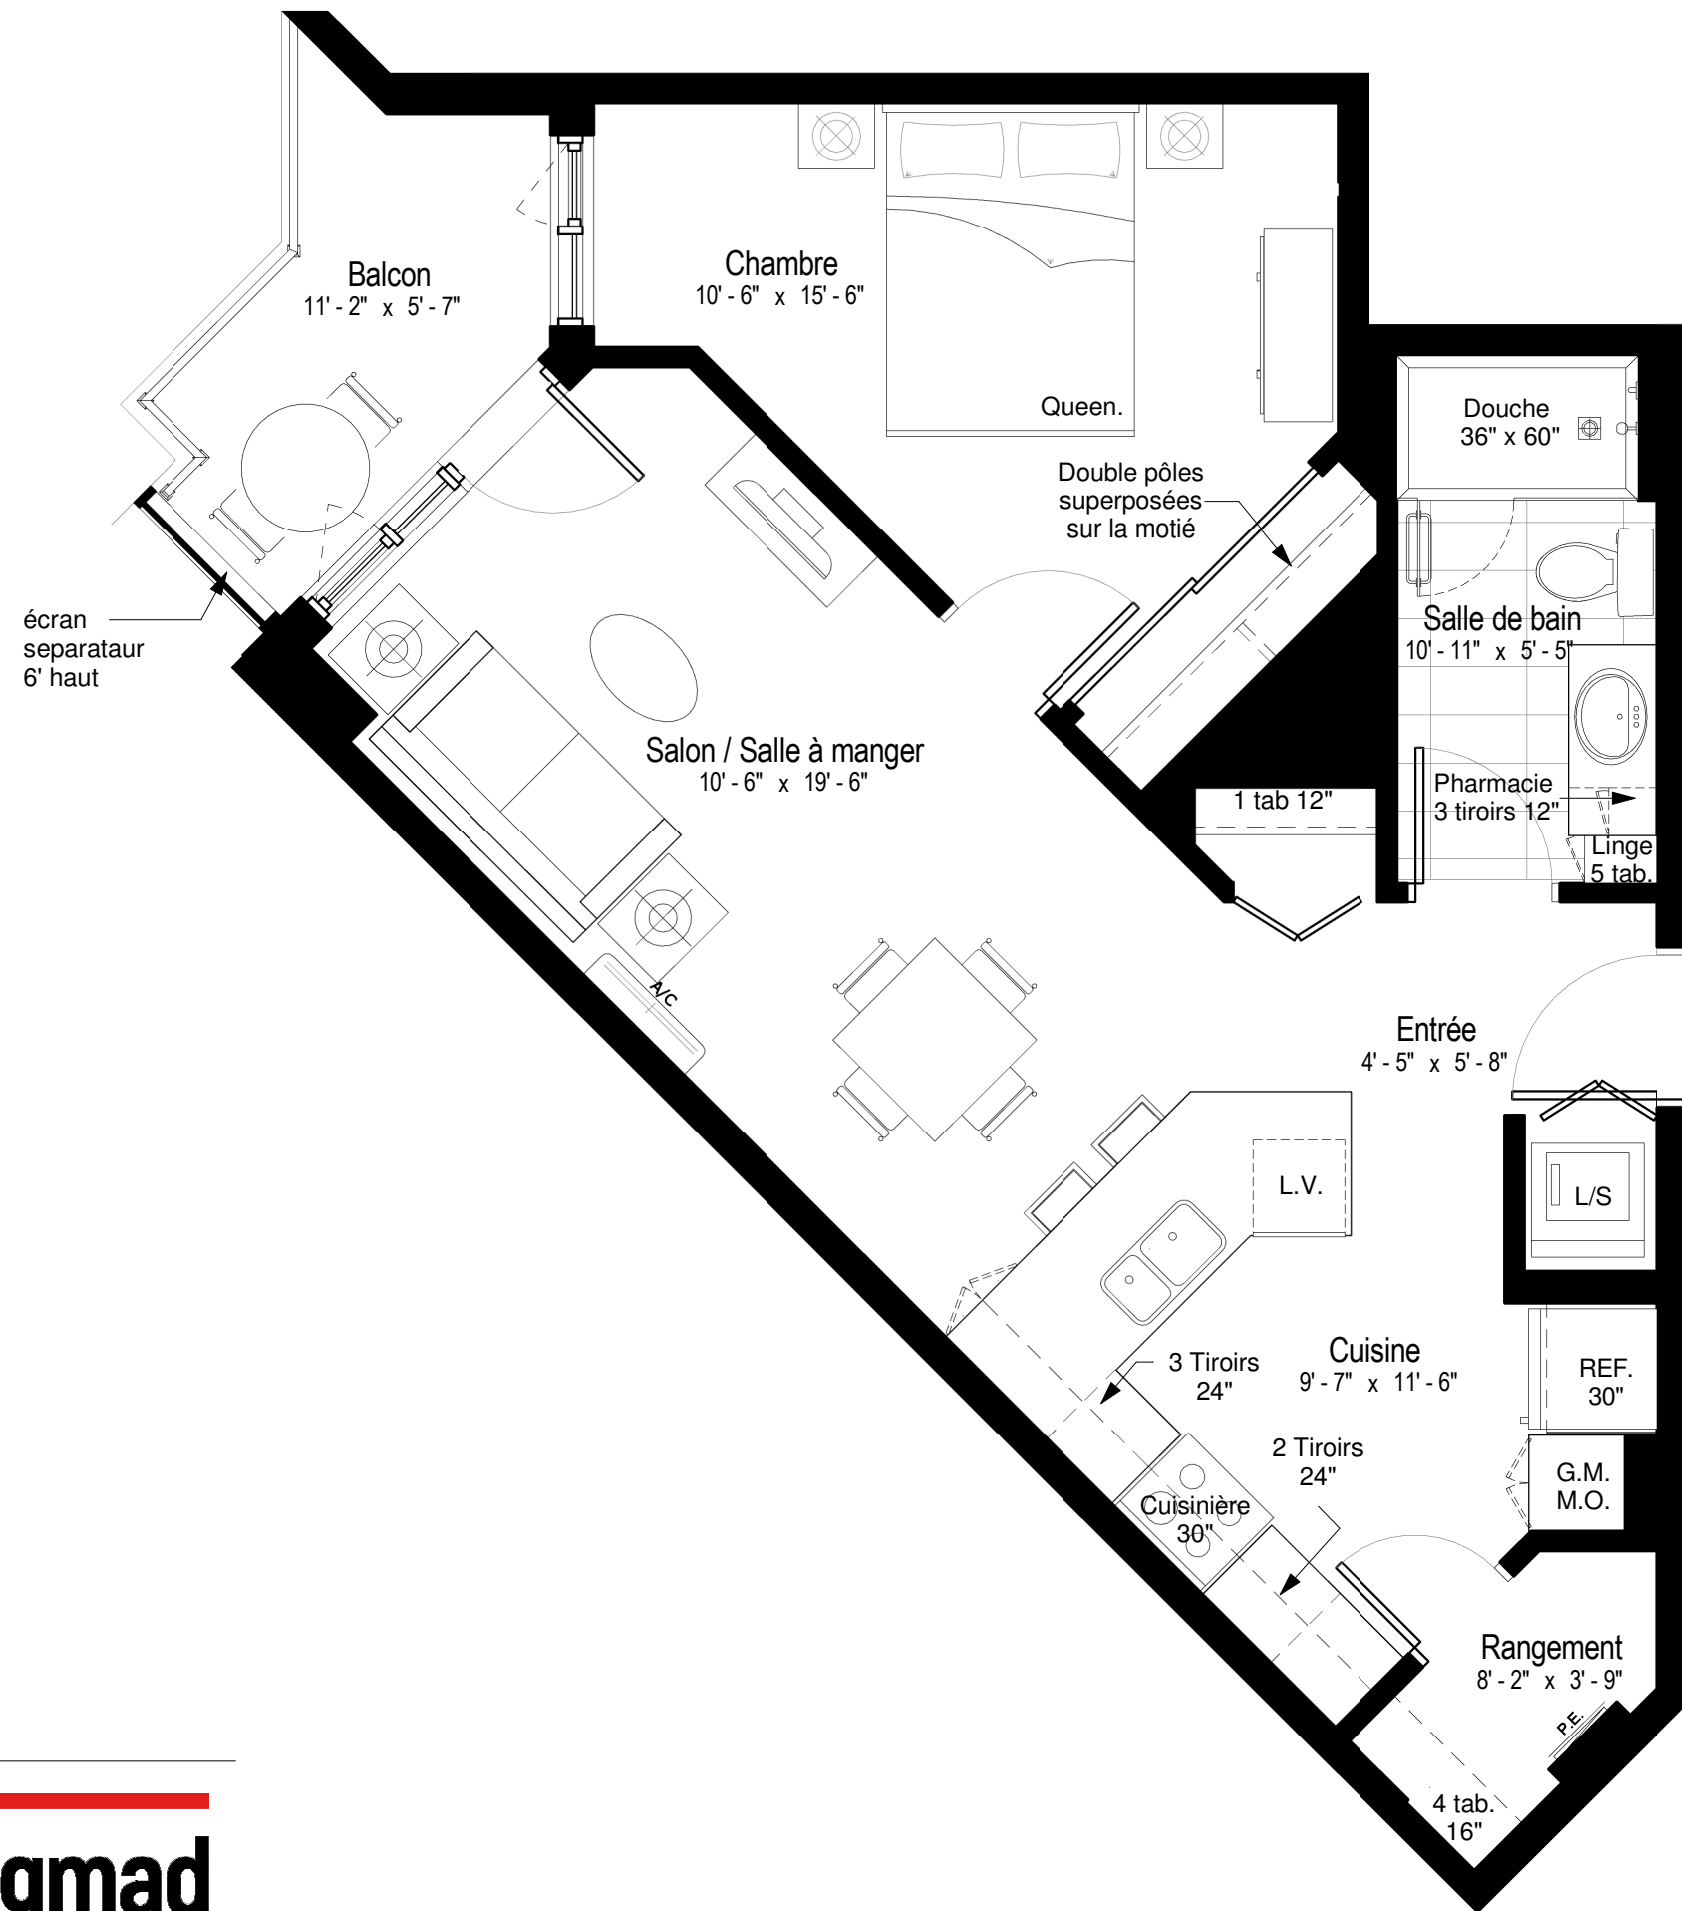 Balcon
11' - 2" x 5' - 7"
Chambre
10' - 6" x 15' - 6"
Queen.
Douche
36" x 60"
Double pôles
superposées
sur la motié
écran
separataur
6' haut
Salle de bain
10' - 11" x 5' - 5"
Salon / Salle à manger
10' - 6" x 19' - 6"
1 tab 12"
Pharmacie
3 tiroirs 12"
Linge
5 tab.
A/C
Entrée
4' - 5" x 5' - 8"
L.V.
L/S
3 Tiroirs
24"
Cuisine
9' - 7" x 11' - 6"
REF.
30"
2 Tiroirs
24"
G.M.
M.O.
Cuisinière
30"
Rangement
8' - 2" x 3' - 9"
P.E.
4 tab.
16"
gmad